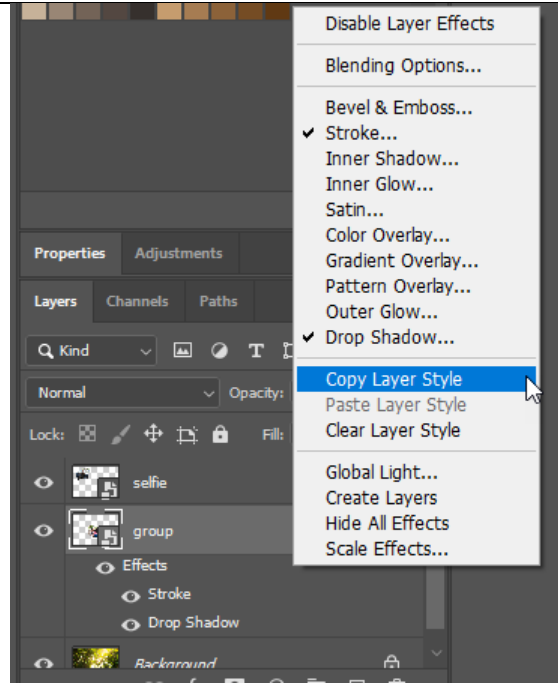 Disable Layer Effects
Blending Options...
Bevel & Emboss...
Stroke...
Inner Shadow...
Inner Glow...
Satin...
Color Overlay...
Gradient Overlay...
Pattern Overlay...
Outer Glow...
Drop Shadow...
Copy Layer Style
Paste Layer Style
Clear Layer Style
Global Light...
Create Layers
Hide All Effects
Scale Effects...
Properties Adjustments
Layers Channels Paths
Kind
Normal Opacity:
Lock: Fill:
selfie
group
Effects
Stroke
Drop Shadow
Background